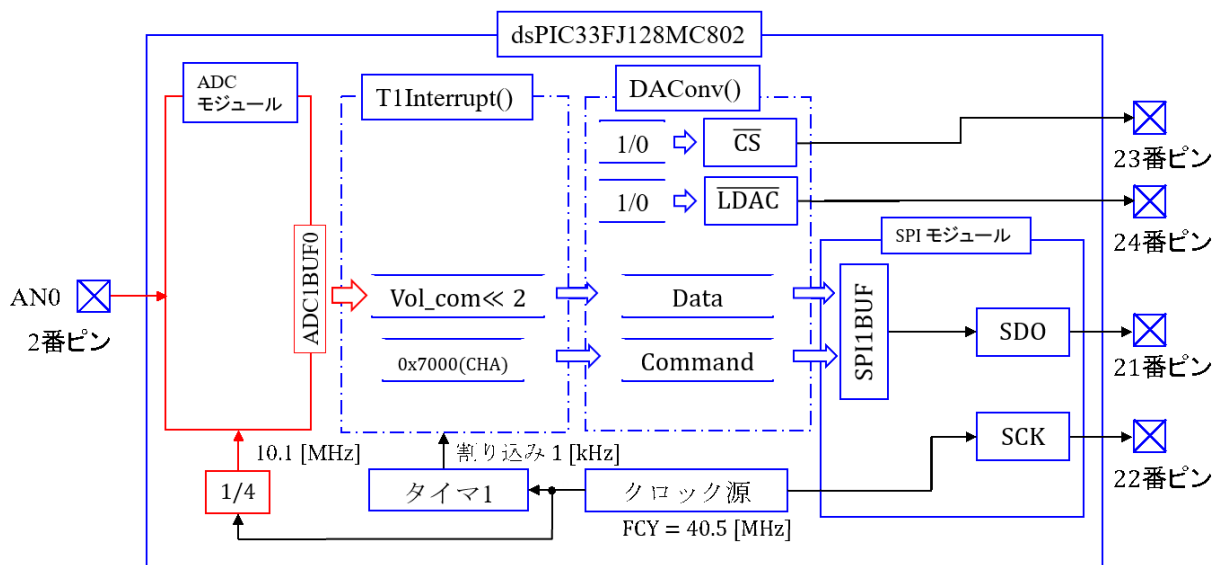 dsPIC33FJ128MC802
ADC
モジュール
T1Interrupt()
DAConv()
1/0
CS
23番ピン
1/0
LDAC
24番ピン
SPI モジュール
AN0
2番ピン
ADC1BUF0
Vol_com≪ 2
Data
SPI1BUF
SDO
21番ピン
0x7000(CHA)
Command
SCK
22番ピン
10.1 [MHz]
割り込み 1 [kHz]
1/4
タイマ1
クロック源
FCY = 40.5 [MHz]